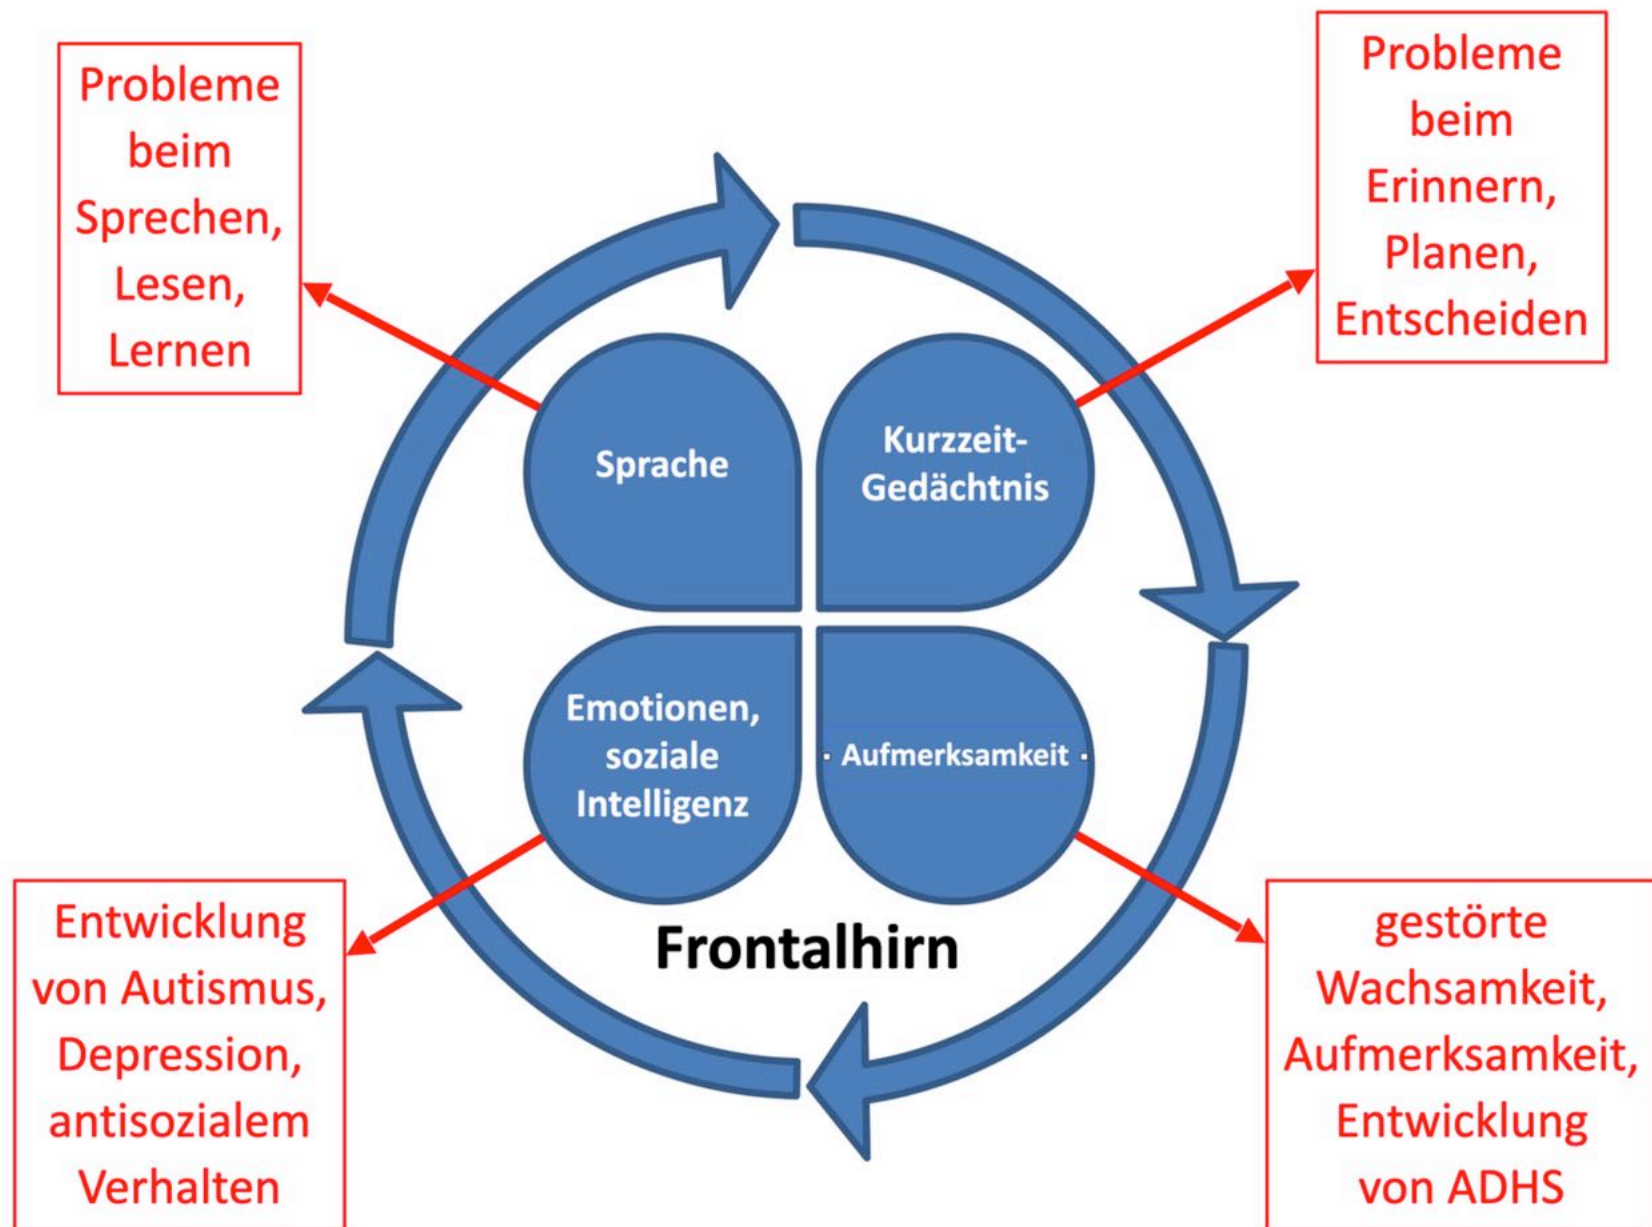 Probleme
beim
Sprechen,
Lesen,
Lernen
Probleme
beim
Erinnern,
Planen,
Entscheiden
Sprache
Kurzzeit-
Gedächtnis
Emotionen,
soziale
Intelligenz
Aufmerksamkeit
Frontalhirn
Entwicklung
von Autismus,
Depression,
antisozialem
Verhalten
gestörte
Wachsamkeit,
Aufmerksamkeit,
Entwicklung
von ADHS